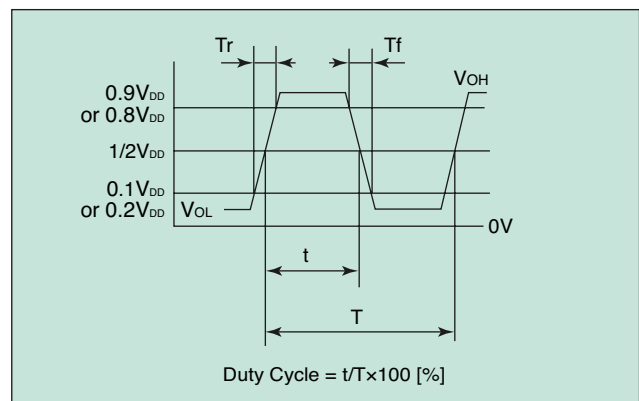 Tr
Tf
VOH
0.9VDD
or 0.8VDD
1/2VDD
0.1VDD
or 0.2VDD
VOL
0V
t
T
Duty Cycle = t/T×100 [%]